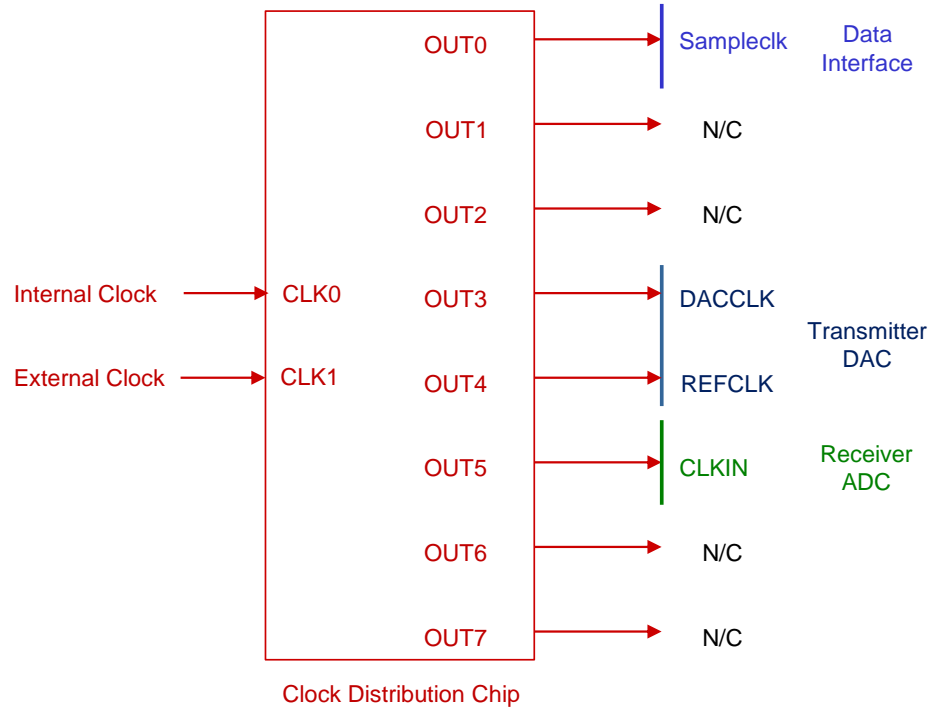 OUT0
Sampleclk
Data
Interface
OUT1
N/C
OUT2
N/C
Internal Clock
CLK0
OUT3
DACCLK
Transmitter
DAC
External Clock
CLK1
OUT4
REFCLK
OUT5
CLKIN
Receiver
ADC
OUT6
N/C
OUT7
N/C
Clock Distribution Chip